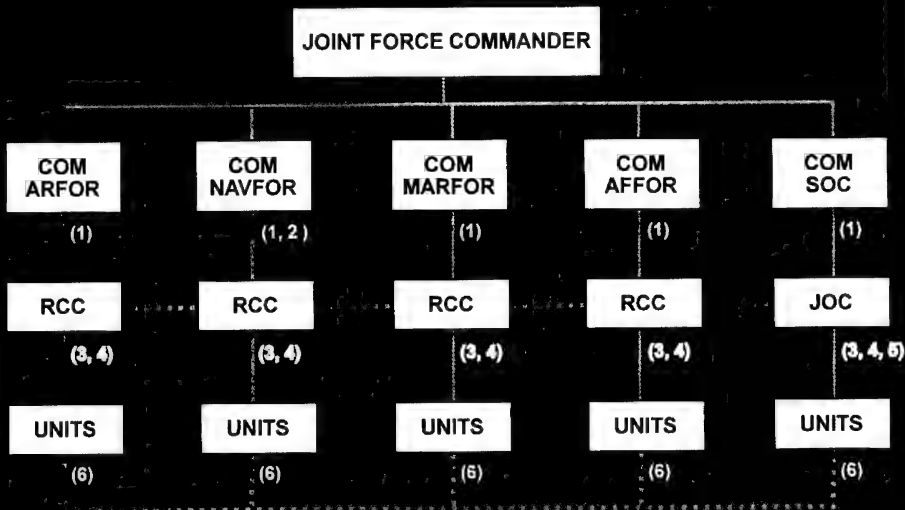 JOINT FORCE COMMANDER
COM
ARFOR
COM
NAVFOR
COM
MARFOR
COM
AFFOR
COM
SOC
(1)
(1, 2 )
(1)
(1)
(1)
RCC
RCC
RCC
RCC
JOC
(3, 4)
(3, 4)
(3, 4)
(3, 4)
(3, 4, 5)
UNITS
UNITS
UNITS
UNITS
UNITS
(6)
(6)
(6)
(6)
(6)